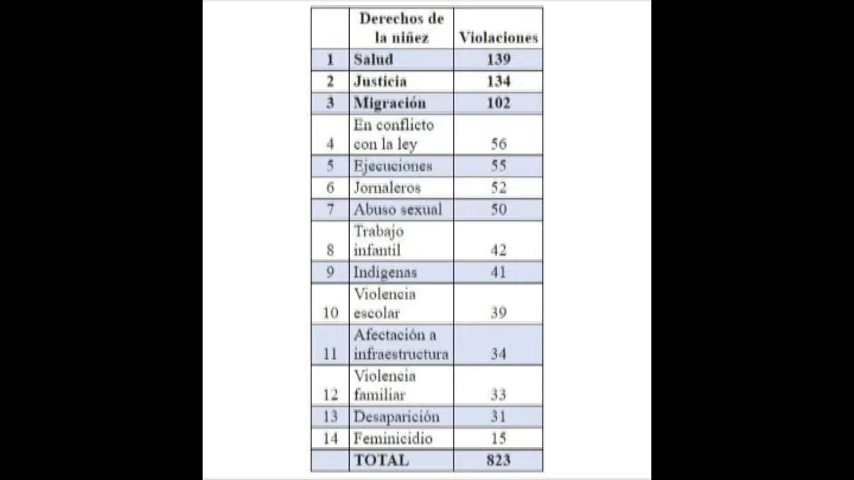 Derechos de
la niñez Violaciones
1 Salud 139
2 Justicia 134
3 Migración 102
En conflicto
4 con la ley 56
5 Ejecuciones 55
6 Jornaleros 52
7 Abuso sexual 50
Trabajo
8 infantil 42
9 Indígenas 41
Violencia
10 escolar 39
Afectación a
11 infraestructura 34
Violencia
12 familiar 33
13 Desaparición 31
14 Feminicidio 15
TOTAL 823